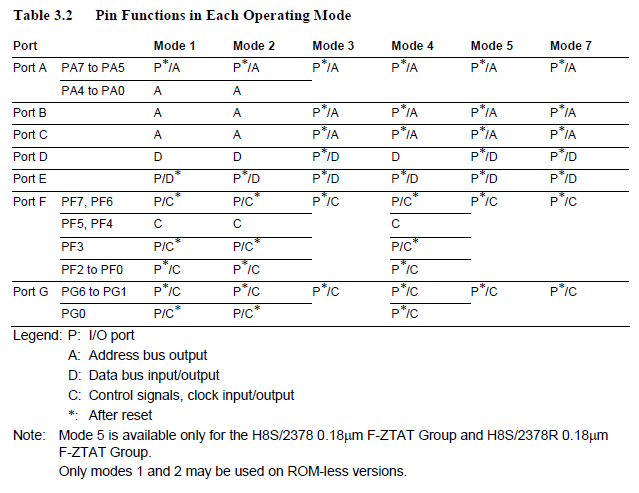 Table 3.2 Pin Functions in Each Operating Mode
Port Mode 1 Mode 2 Mode 3 Mode 4 Mode 5 Mode 7
Port A PA7 to PA5 P*/A P*/A P*/A P*/A P*/A P*/A
PA4 to PA0 A A
Port B A A P*/A P*/A P*/A P*/A
Port C A A P*/A P*/A P*/A P*/A
Port D D D P*/D D P*/D P*/D
Port E P/D* P*/D P*/D P*/D P*/D P*/D
Port F PF7, PF6 P/C* P/C* P*/C P/C* P*/C P*/C
PF5, PF4 C C C
PF3 P/C* P/C* P/C*
PF2 to PF0 P*/C P*/C P*/C
Port G PG6 to PG1 P*/C P*/C P*/C P*/C P*/C P*/C
PG0 P/C* P/C* P*/C
Legend: P: I/O port
A: Address bus output
D: Data bus input/output
C: Control signals, clock input/output
*: After reset
Note: Mode 5 is available only for the H8S/2378 0.18μm F-ZTAT Group and H8S/2378R 0.18μm
F-ZTAT Group.
Only modes 1 and 2 may be used on ROM-less versions.